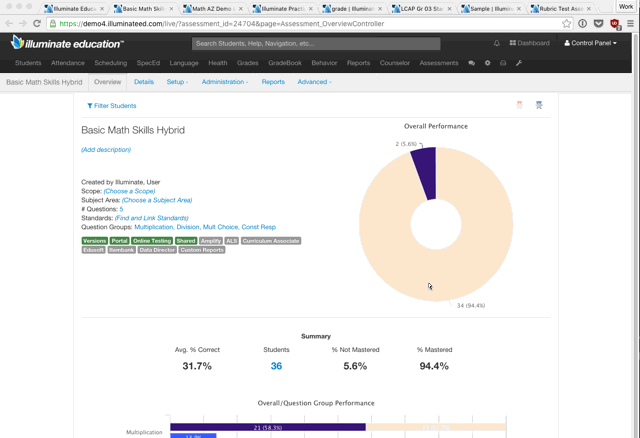 Illuminate Educ
Basic Math Skill
Math AZ Demo
Illuminate Practi
grade | Illumin
LCAP Gr 03 Sta
Sample | Illumin
Rubric Test Asse
Work
https://demo4.illuminateed.com/live/?assessment_id=24704&page=Assessment_OverviewController
illuminate education™
Search Students, Help, Navigation, etc...
Dashboard
Control Panel
Students Attendance Scheduling SpecEd Language Health Grades GradeBook Behavior Reports Counselor Assessments
Basic Math Skills Hybrid Overview Details Setup Administration Reports Advanced
Filter Students
Basic Math Skills Hybrid
(Add description)
Created by Illuminate, User
Scope: (Choose a Scope)
Subject Area: (Choose a Subject Area)
# Questions: 5
Standards: (Find and Link Standards)
Question Groups: Multiplication, Division, Mult Choice, Const Resp
Versions Portal Online Testing Shared Amplify ALS Curriculum Associate
Edusoft Itembank Data Director Custom Reports
Overall Performance
2 (5.6%)
34 (94.4%)
Summary
Avg. % Correct Students % Not Mastered % Mastered
31.7% 36 5.6% 94.4%
Overall/Question Group Performance
Multiplication
21 (58.3%)